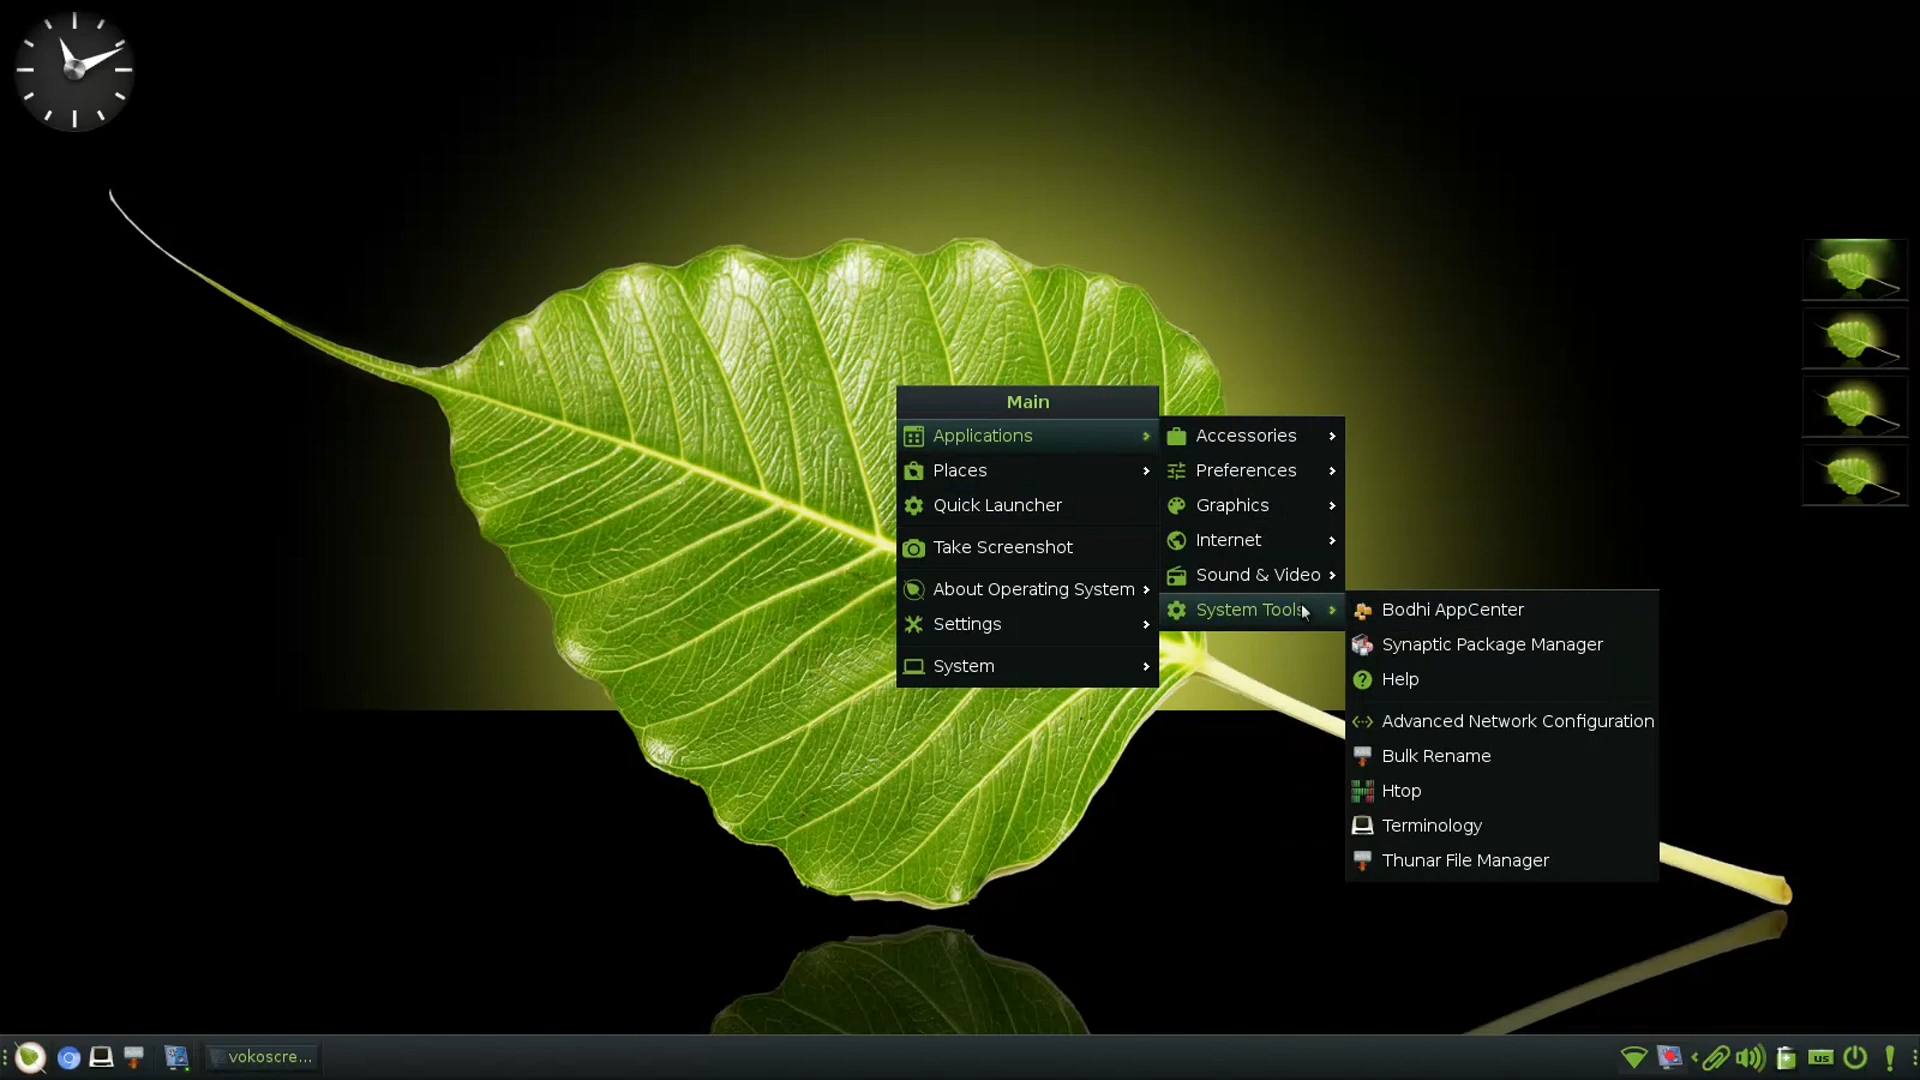 Main
Applications
Places
Quick Launcher
Take Screenshot
About Operating System
Settings
System
Accessories
Preferences
Graphics
Internet
Sound & Video
System Tools
Bodhi AppCenter
Synaptic Package Manager
Help
Advanced Network Configuration
Bulk Rename
Htop
Terminology
Thunar File Manager
vokoscre...
us